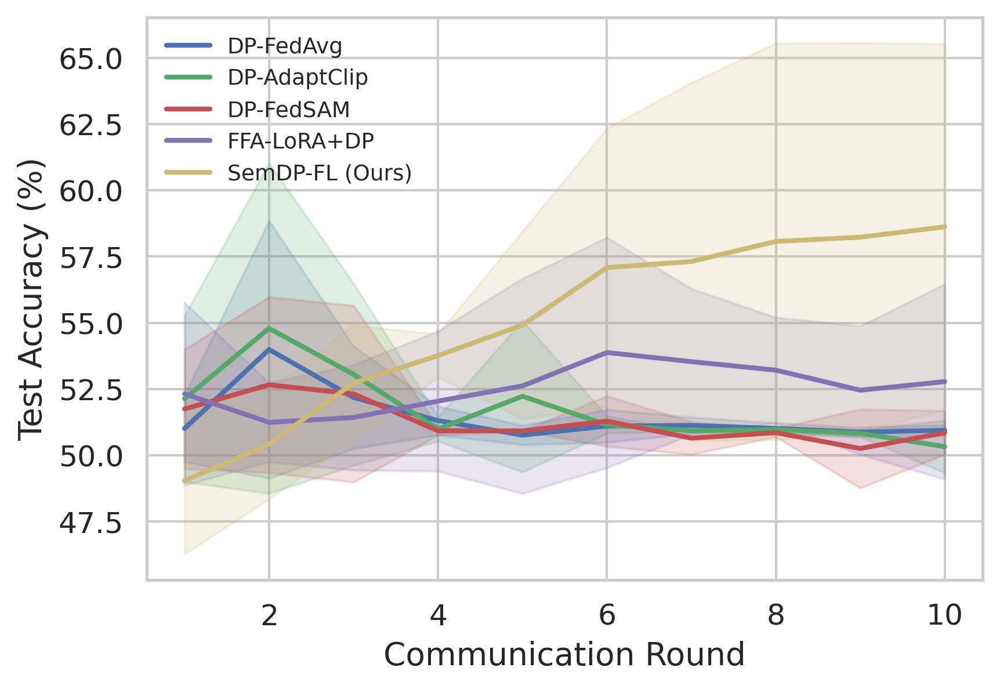 DP-FedAvg
DP-AdaptClip
DP-FedSAM
FFA-LoRA+DP
SemDP-FL (Ours)
65.0
62.5
60.0
57.5
55.0
52.5
50.0
47.5
Test Accuracy (%)
2 4 6 8 10
Communication Round